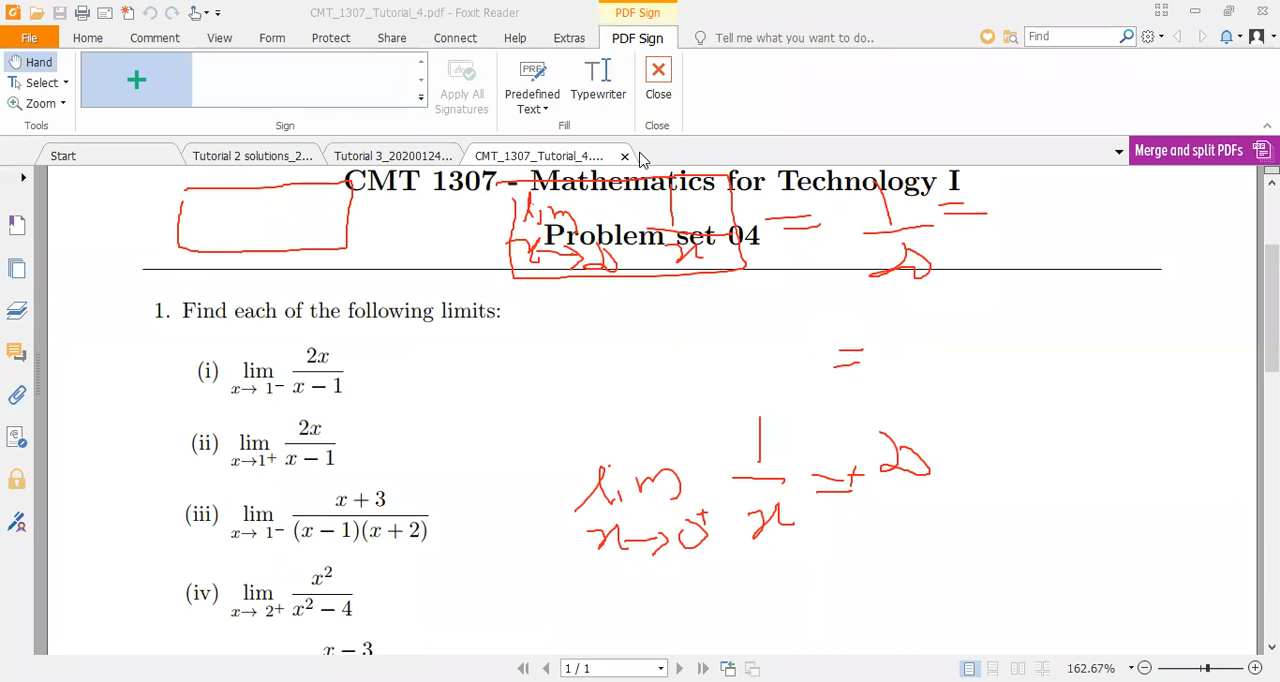 CMT_1307_Tutorial_4.pdf - Foxit Reader
PDF Sign
File Home Comment View Form Protect Share Connect Help Extras PDF Sign Tell me what you want to do.. Find
Hand
Select
Zoom
Tools
Sign
Apply All
Signatures
PRE
Predefined
Text
Typewriter
Fill
Close
Close
Start
Tutorial 2 solutions_2...
Tutorial 3_20200124...
CMT_1307_Tutorial_4....
Merge and split PDFs
CMT 1307 - Mathematics for Technology I
Problem set 04
lim x→∞ /x = 1/∞ =
1. Find each of the following limits:
(i) lim x→ 1− 2x / x − 1
=
(ii) lim x→1+ 2x / x − 1
lim x→0+ 1/x = +∞
(iii) lim x→ 1− x + 3 / (x − 1)(x + 2)
(iv) lim x→ 2+ x² / x² − 4
x − 3
1 / 1
162.67%